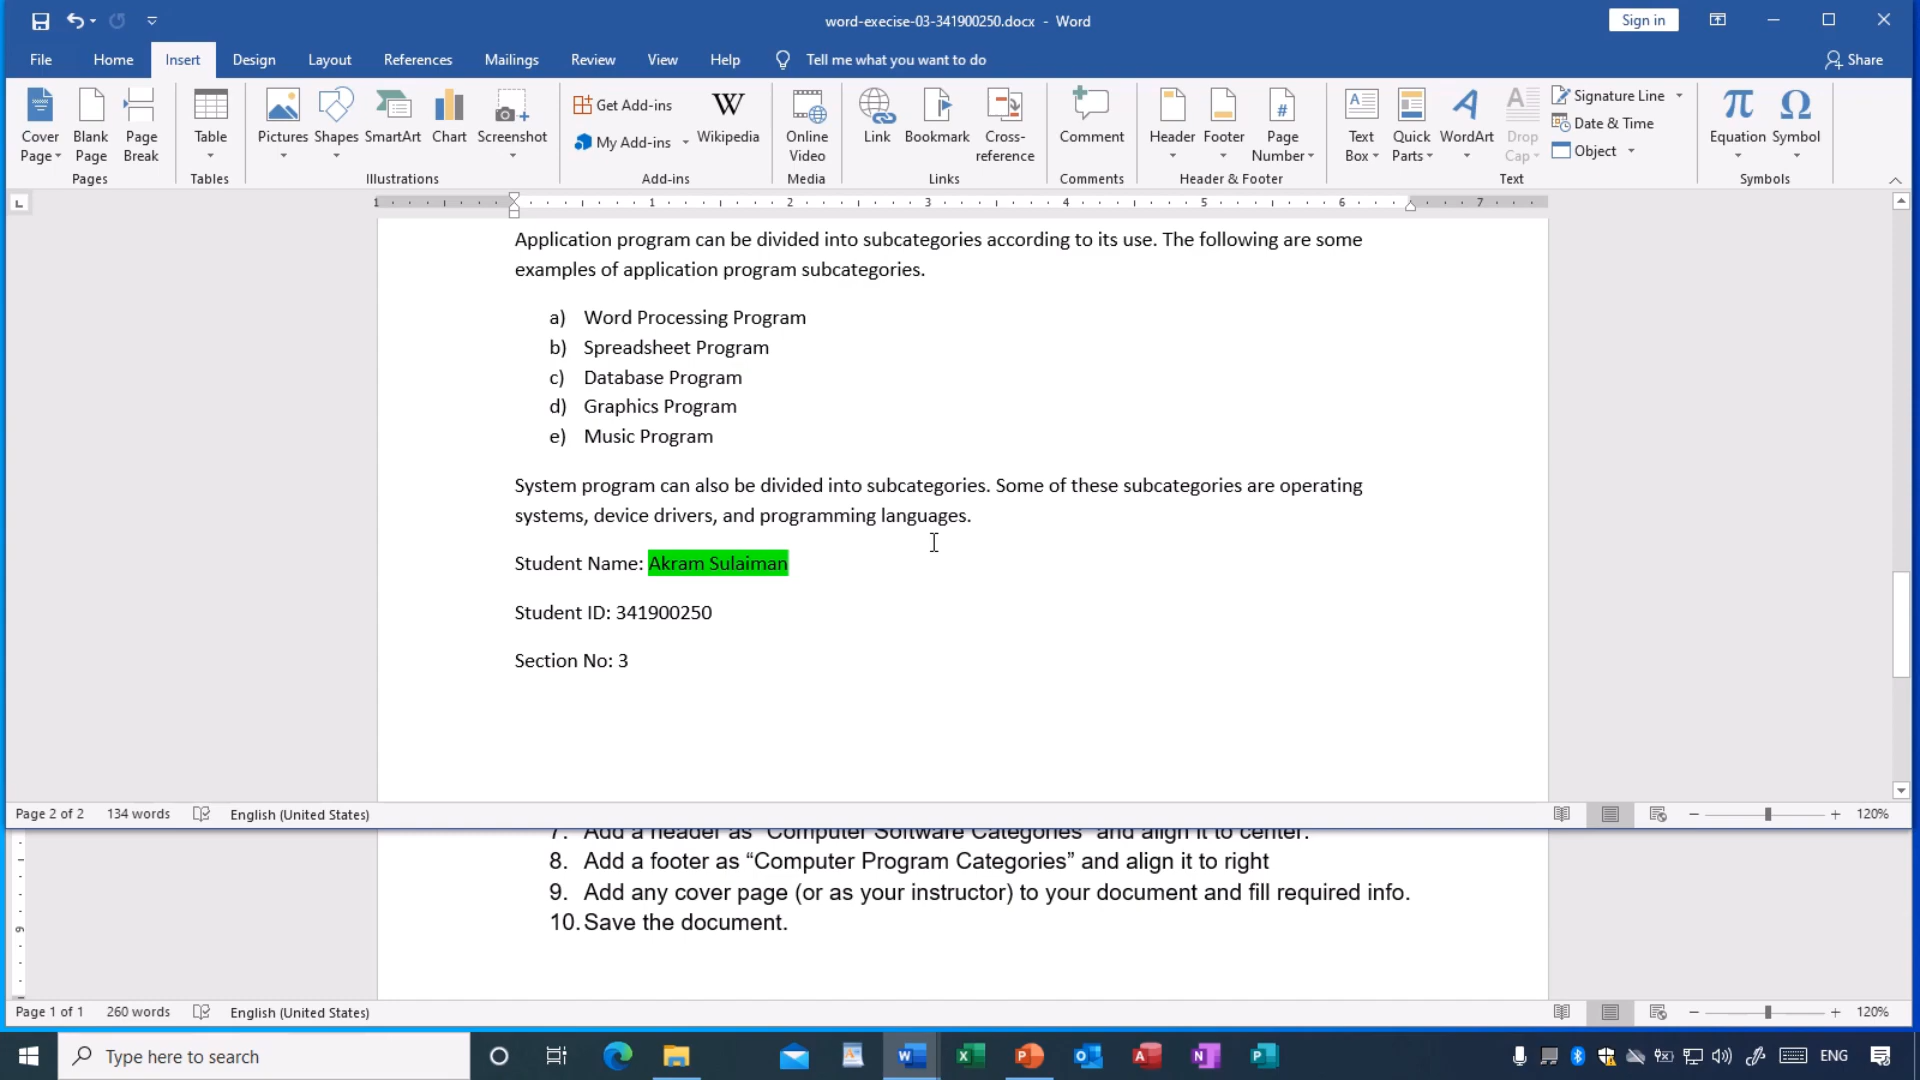 word-execise-03-341900250.docx - Word
Sign in
File Home Insert Design Layout References Mailings Review View Help Tell me what you want to do Share
Cover Page
Blank Page
Page Break
Pages
Table
Tables
Pictures
Shapes
SmartArt
Chart
Screenshot
Illustrations
Get Add-ins
My Add-ins
Wikipedia
Add-ins
Online Video
Media
Link
Bookmark
Cross-reference
Links
Comment
Comments
Header
Footer
Page Number
Header & Footer
Text Box
Quick Parts
WordArt
Drop Cap
Signature Line
Date & Time
Object
Text
Equation
Symbol
Symbols
L 1 1 2 3 4 5 6 7
Application program can be divided into subcategories according to its use. The following are some
examples of application program subcategories.
a) Word Processing Program
b) Spreadsheet Program
c) Database Program
d) Graphics Program
e) Music Program
System program can also be divided into subcategories. Some of these subcategories are operating
systems, device drivers, and programming languages.
Student Name: Akram Sulaiman
Student ID: 341900250
Section No: 3
Page 2 of 2 134 words English (United States) 120%
7. Add a header as “Computer Software Categories” and align it to center.
8. Add a footer as “Computer Program Categories” and align it to right
9. Add any cover page (or as your instructor) to your document and fill required info.
10. Save the document.
9
Page 1 of 1 260 words English (United States) 120%
Type here to search ENG